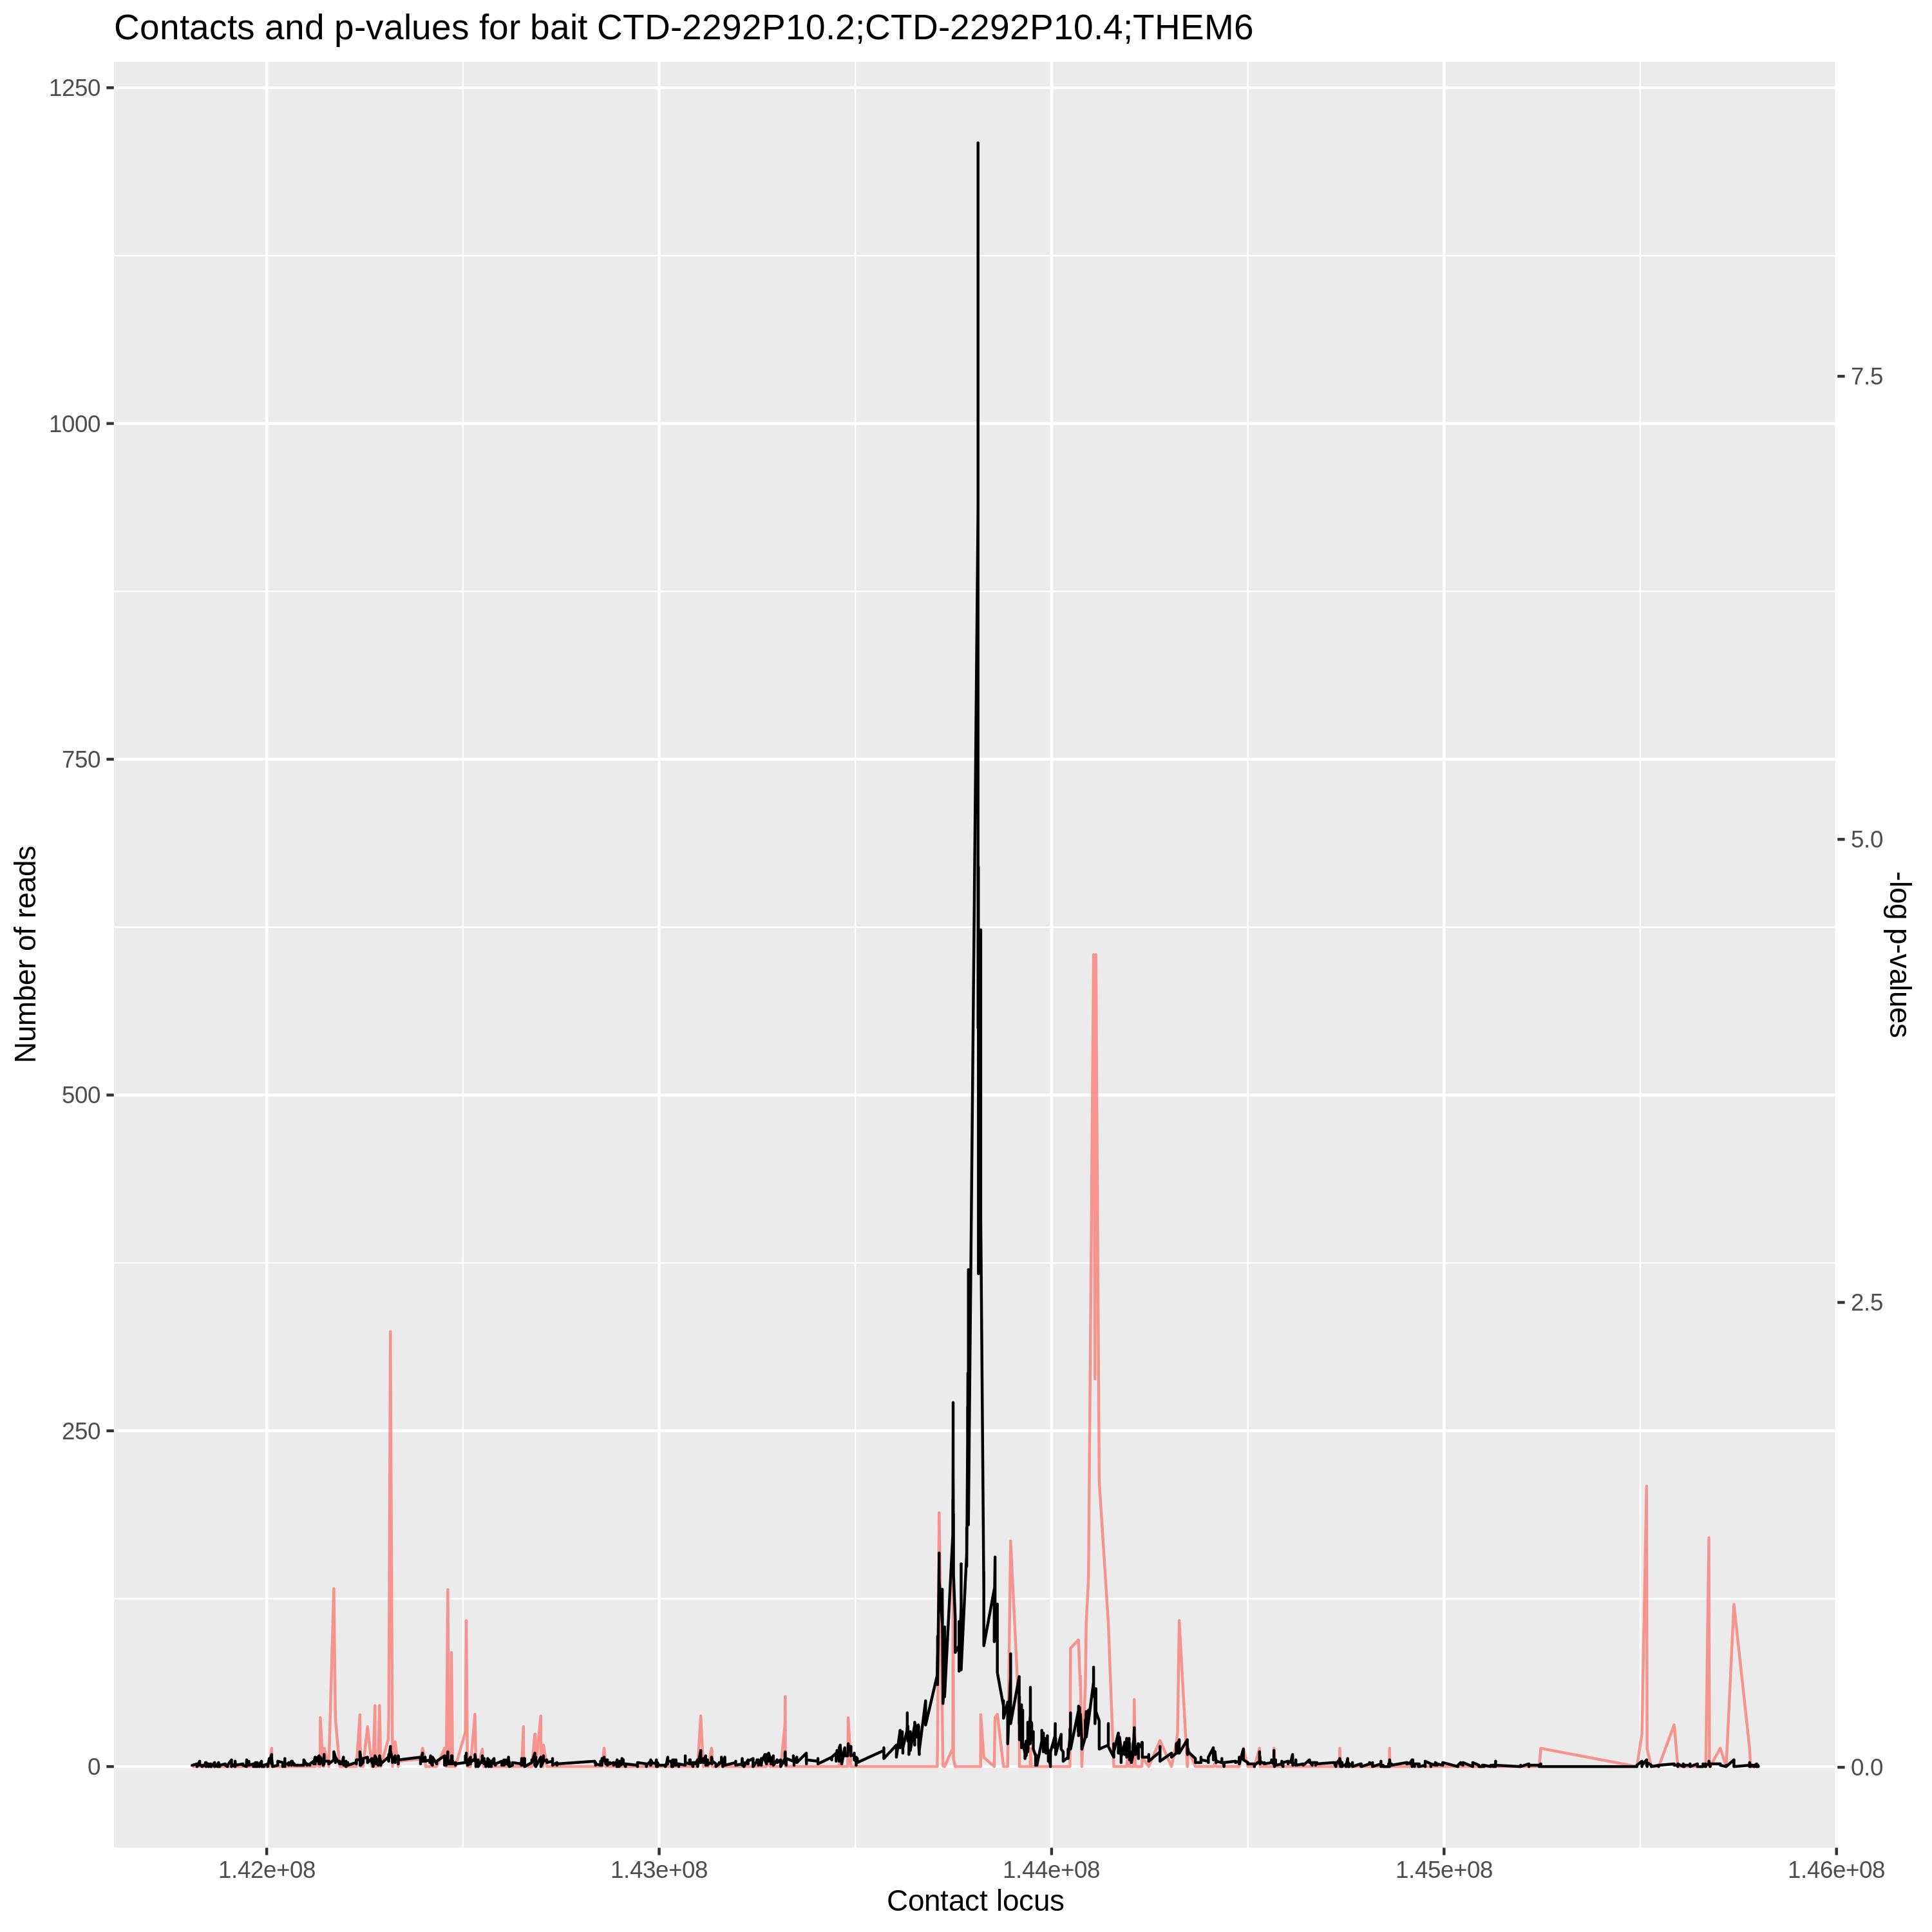 Contacts and p-values for bait CTD-2292P10.2;CTD-2292P10.4;THEM6
1250
1000
750
500
250
0
Number of reads
7.5
5.0
2.5
0.0
-log p-values
1.42e+08
1.43e+08
1.44e+08
1.45e+08
1.46e+08
Contact locus